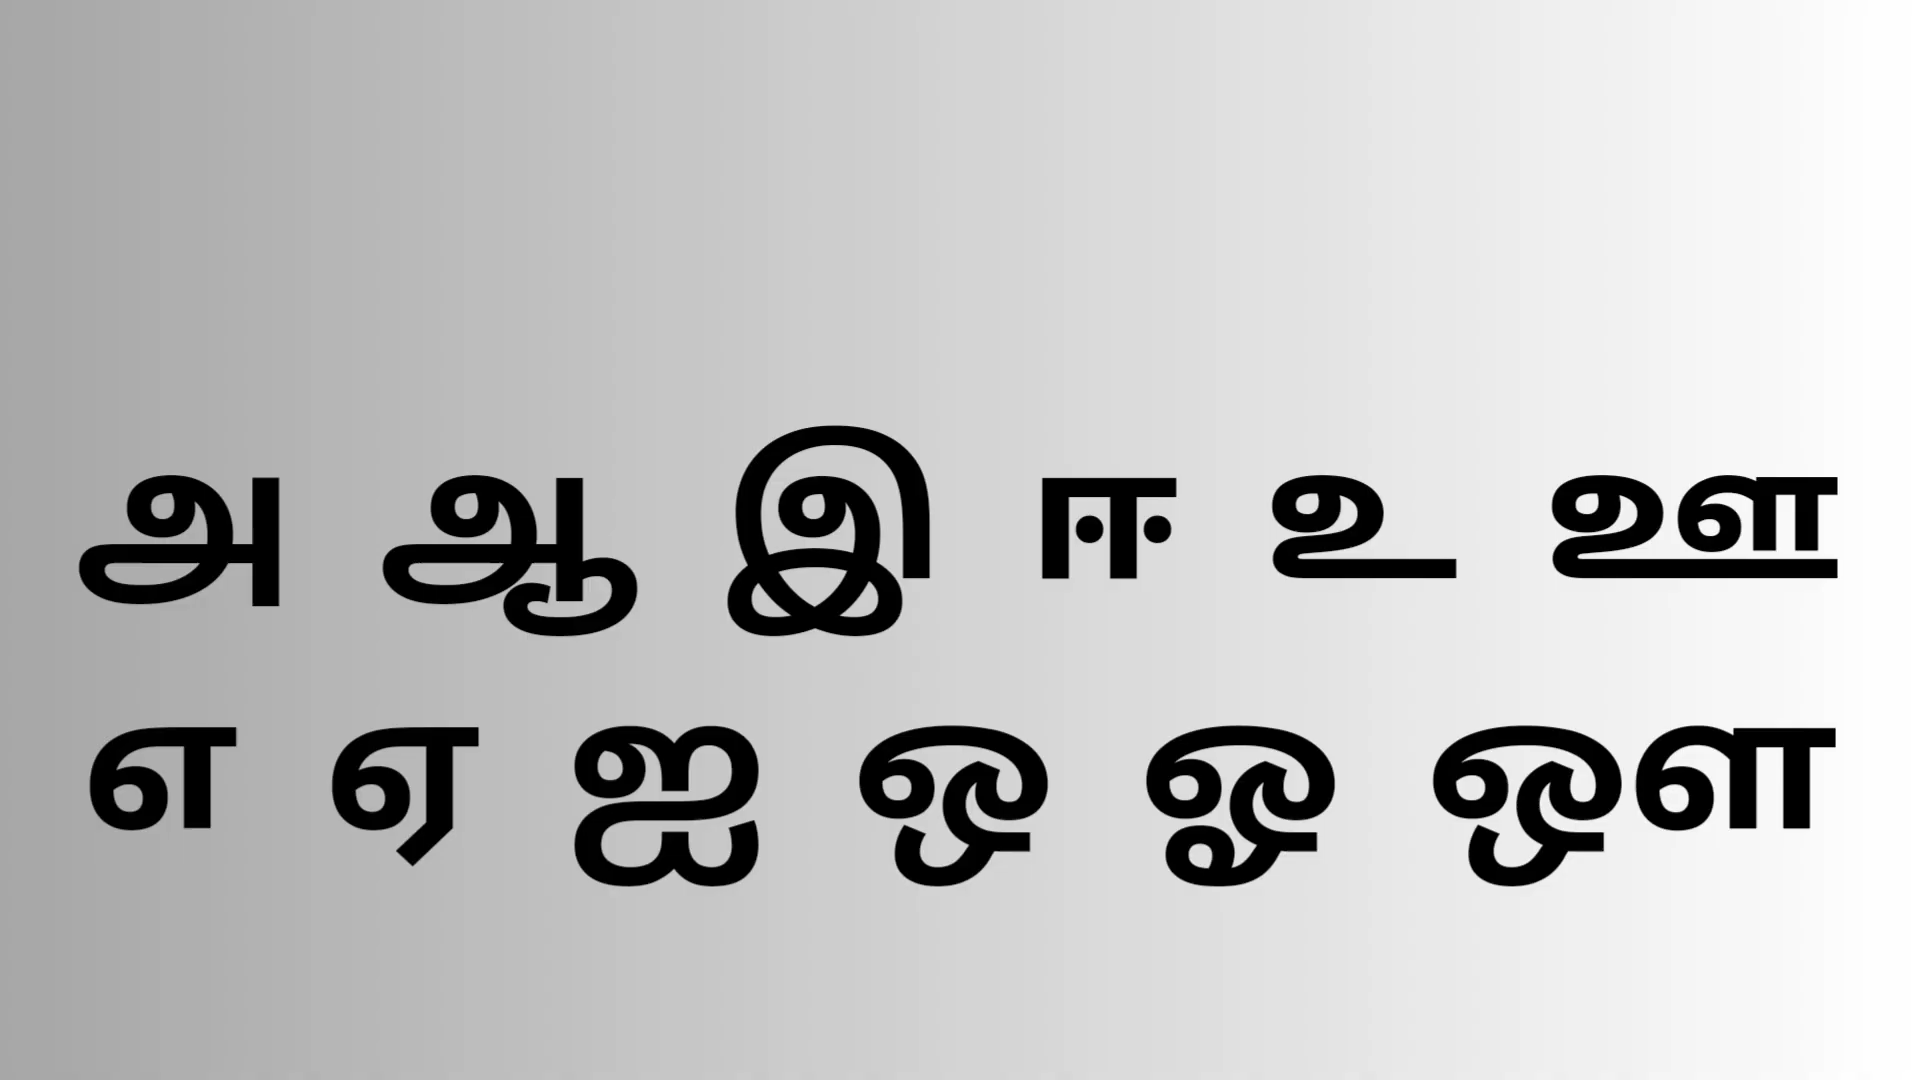 அ ஆ இ ஈ உ ஊ
எ ஏ ஐ ஒ ஓ ஔ